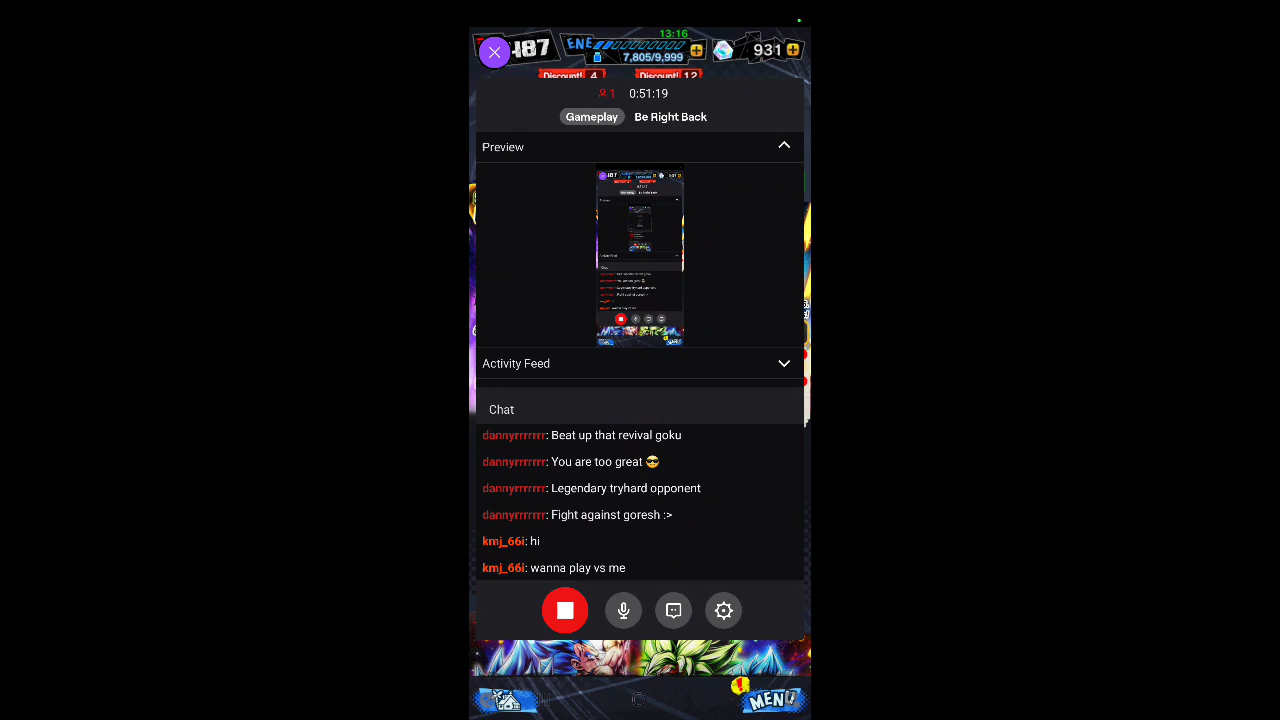 13:16
487 ENE 7,805/9,999 931
Discount! 4 Discount! 12
1 0:51:19
Gameplay Be Right Back
Preview
Activity Feed
Chat
dannyrrrrrrr: Beat up that revival goku
dannyrrrrrrr: You are too great 😎
dannyrrrrrrr: Legendary tryhard opponent
dannyrrrrrrr: Fight against goresh :>
kmj_66i: hi
kmj_66i: wanna play vs me
MENU